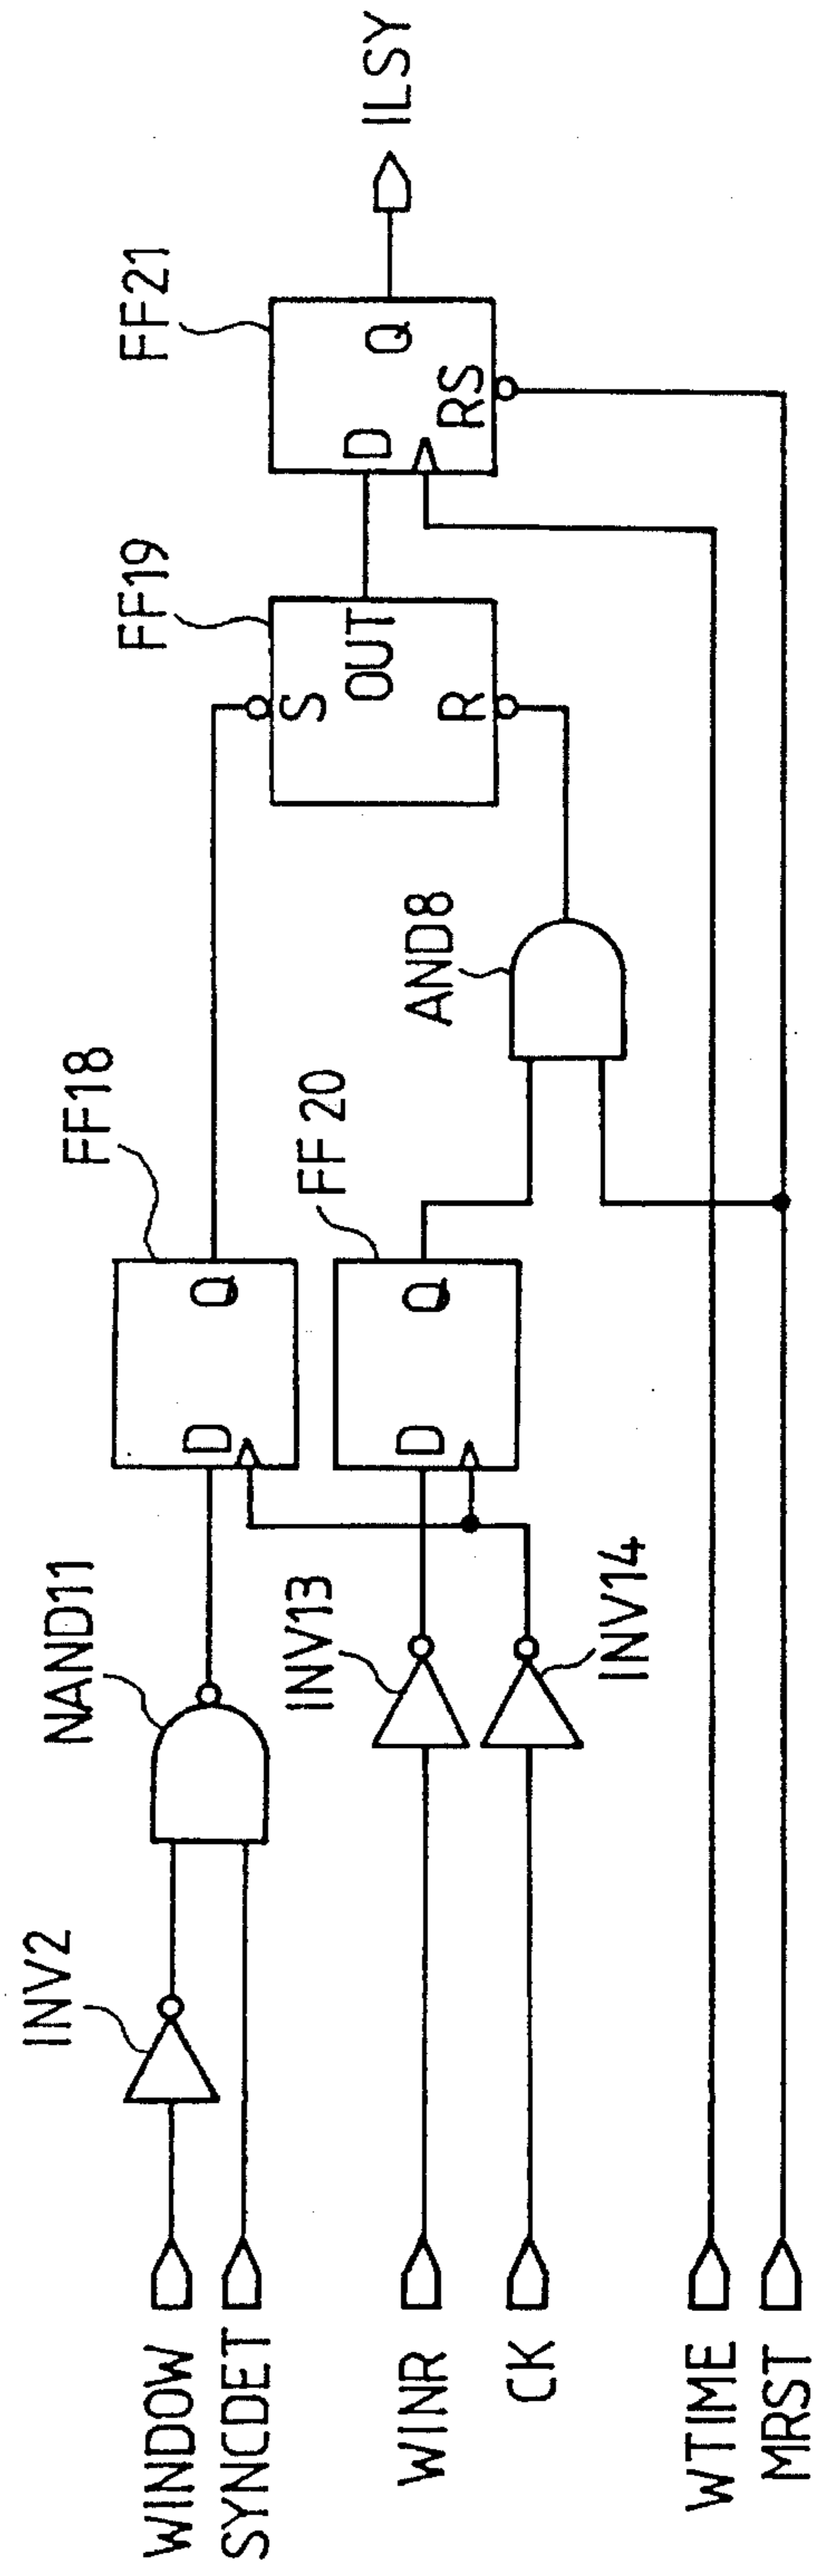 WINDOW
SYNCDET
WINR
CK
WTIME
MRST
INV2
NAND11
INV13
INV14
FF18
D
Q
FF 20
D
Q
AND8
FF19
S
OUT
R
FF21
D
Q
RS
ILSY